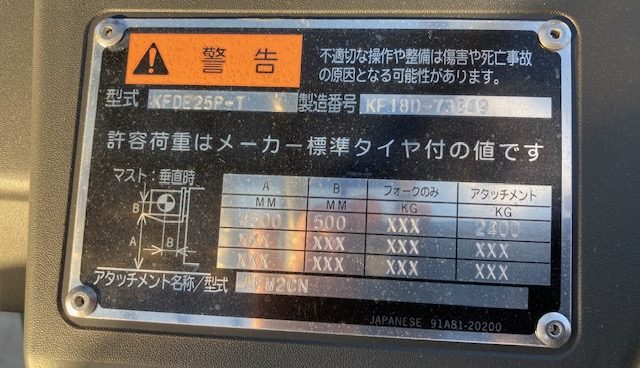 警告
不適切な操作や整備は傷害や死亡事故
の原因となる可能性があります。
型式 KFDE25P-T 製造番号 KF18D-73849
許容荷重はメーカー標準タイヤ付の値です
マスト:垂直時
A B フォークのみ アタッチメント
MM MM KG KG
4500 500 XXX 2400
XXX XXX XXX XXX
XXX XXX XXX XXX
B
A B
アタッチメント名称/型式
JAPANESE 91A81-20200